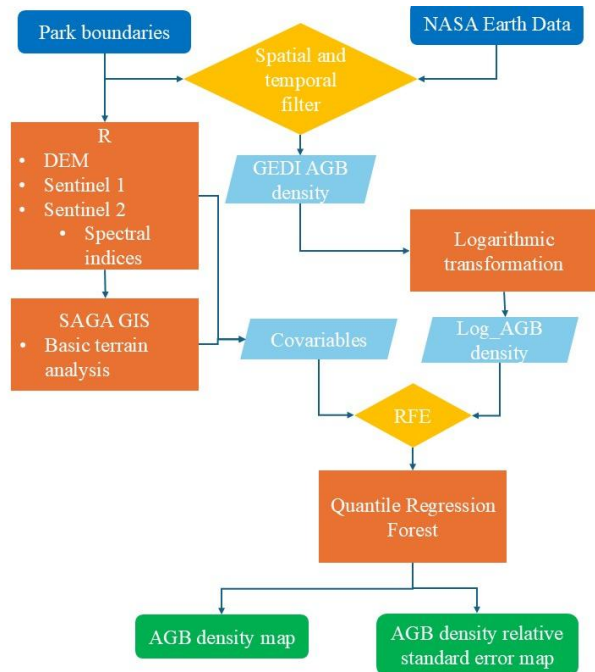 Park boundaries
NASA Earth Data
Spatial and
temporal
filter
R
• DEM
• Sentinel 1
• Sentinel 2
• Spectral
indices
GEDI AGB
density
Logarithmic
transformation
SAGA GIS
• Basic terrain
analysis
Covariables
Log_AGB
density
RFE
Quantile Regression
Forest
AGB density map
AGB density relative
standard error map